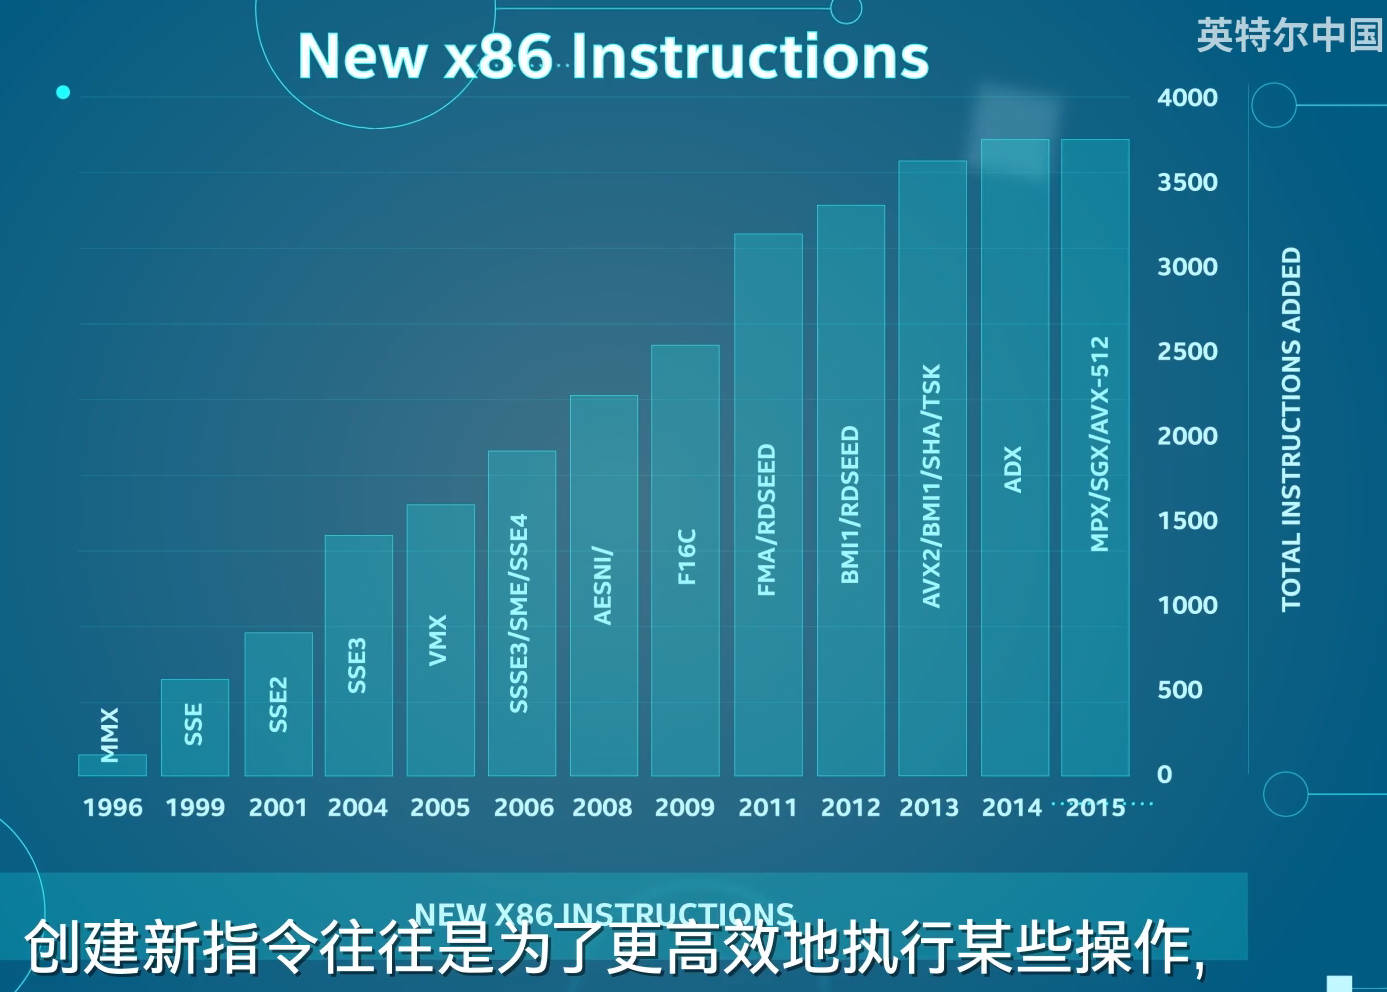 New x86 Instructions
英特尔中国
4000
3500
3000
2500
2000
1500
1000
500
0
TOTAL INSTRUCTIONS ADDED
MMX
SSE
SSE2
SSE3
VMX
SSSE3/SME/SSE4
AESNI/
F16C
FMA/RDSEED
BMI1/RDSEED
AVX2/BMI1/SHA/TSK
ADX
MPX/SGX/AVX-512
1996 1999 2001 2004 2005 2006 2008 2009 2011 2012 2013 2014 2015
NEW X86 INSTRUCTIONS
创建新指令往往是为了更高效地执行某些操作,